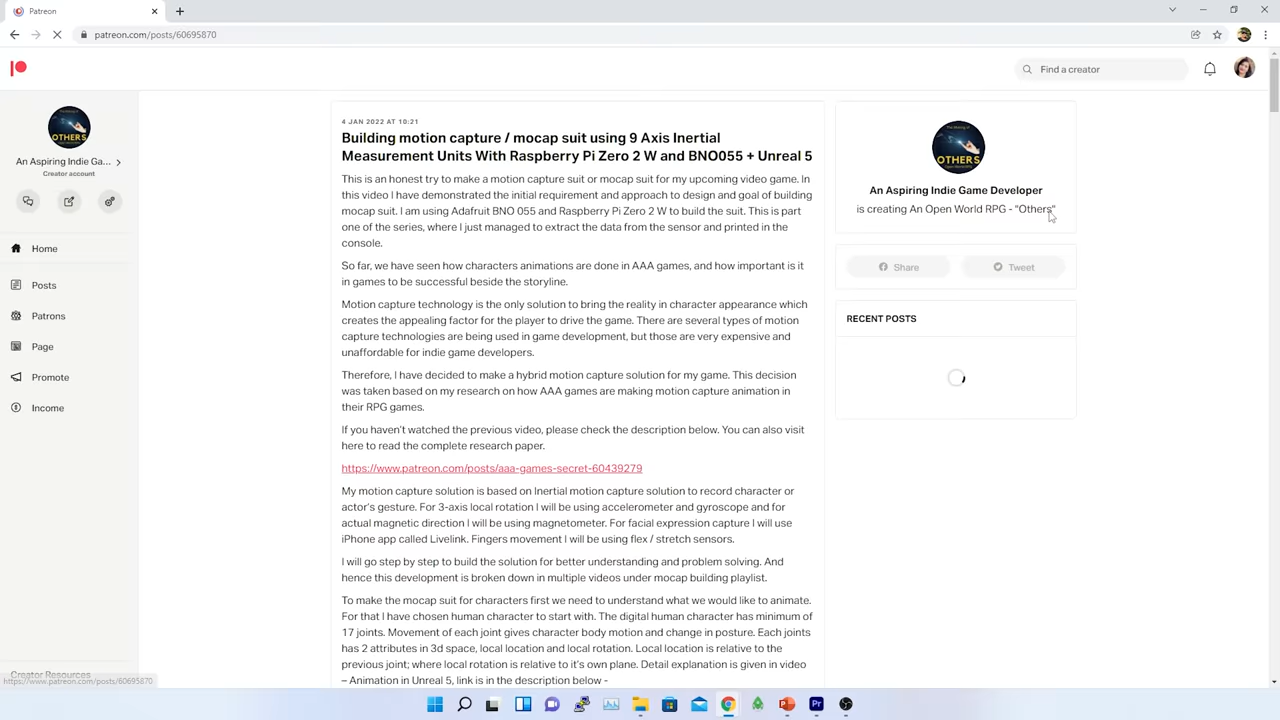 Patreon
patreon.com/posts/60695870
Find a creator
OTHERS
An Aspiring Indie Ga...
Creator account
Home
Posts
Patrons
Page
Promote
Income
Creator Resources
https://www.patreon.com/posts/60695870
4 JAN 2022 AT 10:21
Building motion capture / mocap suit using 9 Axis Inertial
Measurement Units With Raspberry Pi Zero 2 W and BNO055 + Unreal 5
This is an honest try to make a motion capture suit or mocap suit for my upcoming video game. In
this video I have demonstrated the initial requirement and approach to design and goal of building
mocap suit. I am using Adafruit BNO 055 and Raspberry Pi Zero 2 W to build the suit. This is part
one of the series, where I just managed to extract the data from the sensor and printed in the
console.
So far, we have seen how characters animations are done in AAA games, and how important is it
in games to be successful beside the storyline.
Motion capture technology is the only solution to bring the reality in character appearance which
creates the appealing factor for the player to drive the game. There are several types of motion
capture technologies are being used in game development, but those are very expensive and
unaffordable for indie game developers.
Therefore, I have decided to make a hybrid motion capture solution for my game. This decision
was taken based on my research on how AAA games are making motion capture animation in
their RPG games.
If you haven't watched the previous video, please check the description below. You can also visit
here to read the complete research paper.
https://www.patreon.com/posts/aaa-games-secret-60439279
My motion capture solution is based on Inertial motion capture solution to record character or
actor's gesture. For 3-axis local rotation I will be using accelerometer and gyroscope and for
actual magnetic direction I will be using magnetometer. For facial expression capture I will use
iPhone app called Livelink. Fingers movement I will be using flex / stretch sensors.
I will go step by step to build the solution for better understanding and problem solving. And
hence this development is broken down in multiple videos under mocap building playlist.
To make the mocap suit for characters first we need to understand what we would like to animate.
For that I have chosen human character to start with. The digital human character has minimum of
17 joints. Movement of each joint gives character body motion and change in posture. Each joints
has 2 attributes in 3d space, local location and local rotation. Local location is relative to the
previous joint; where local rotation is relative to it's own plane. Detail explanation is given in video
– Animation in Unreal 5, link is in the description below -
OTHERS
An Aspiring Indie Game Developer
is creating An Open World RPG - "Others"
Share
Tweet
RECENT POSTS